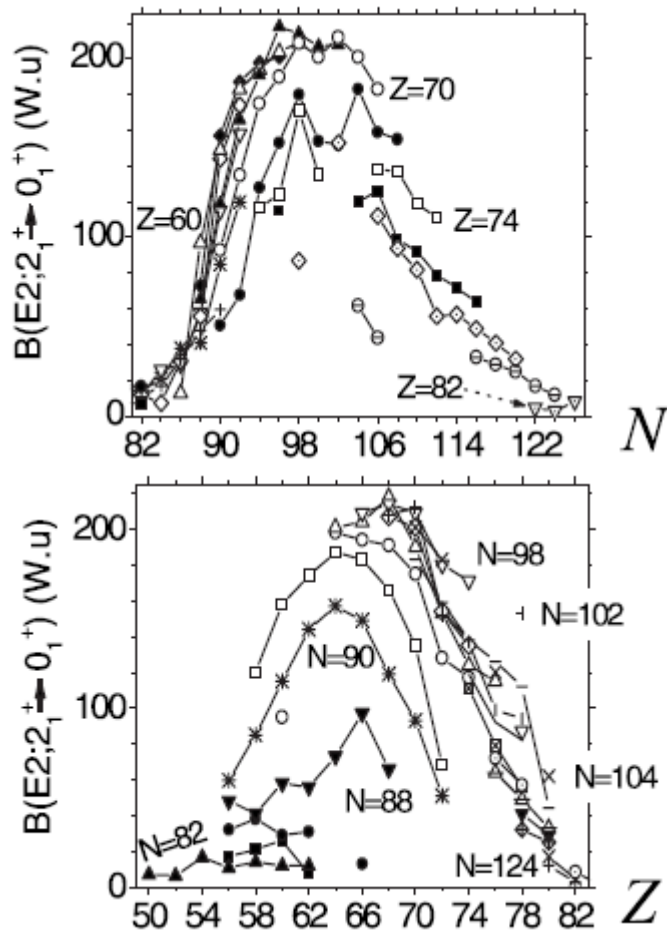 B(E2;2₁⁺→0₁⁺) (W.u)
200
100
0
Z=70
Z=60
Z=74
Z=82
82 90 98 106 114 122 N
B(E2;2₁⁺→0₁⁺) (W.u)
200
100
0
N=98
N=102
N=90
N=104
N=88
N=82
N=124
50 54 58 62 66 70 74 78 82 Z